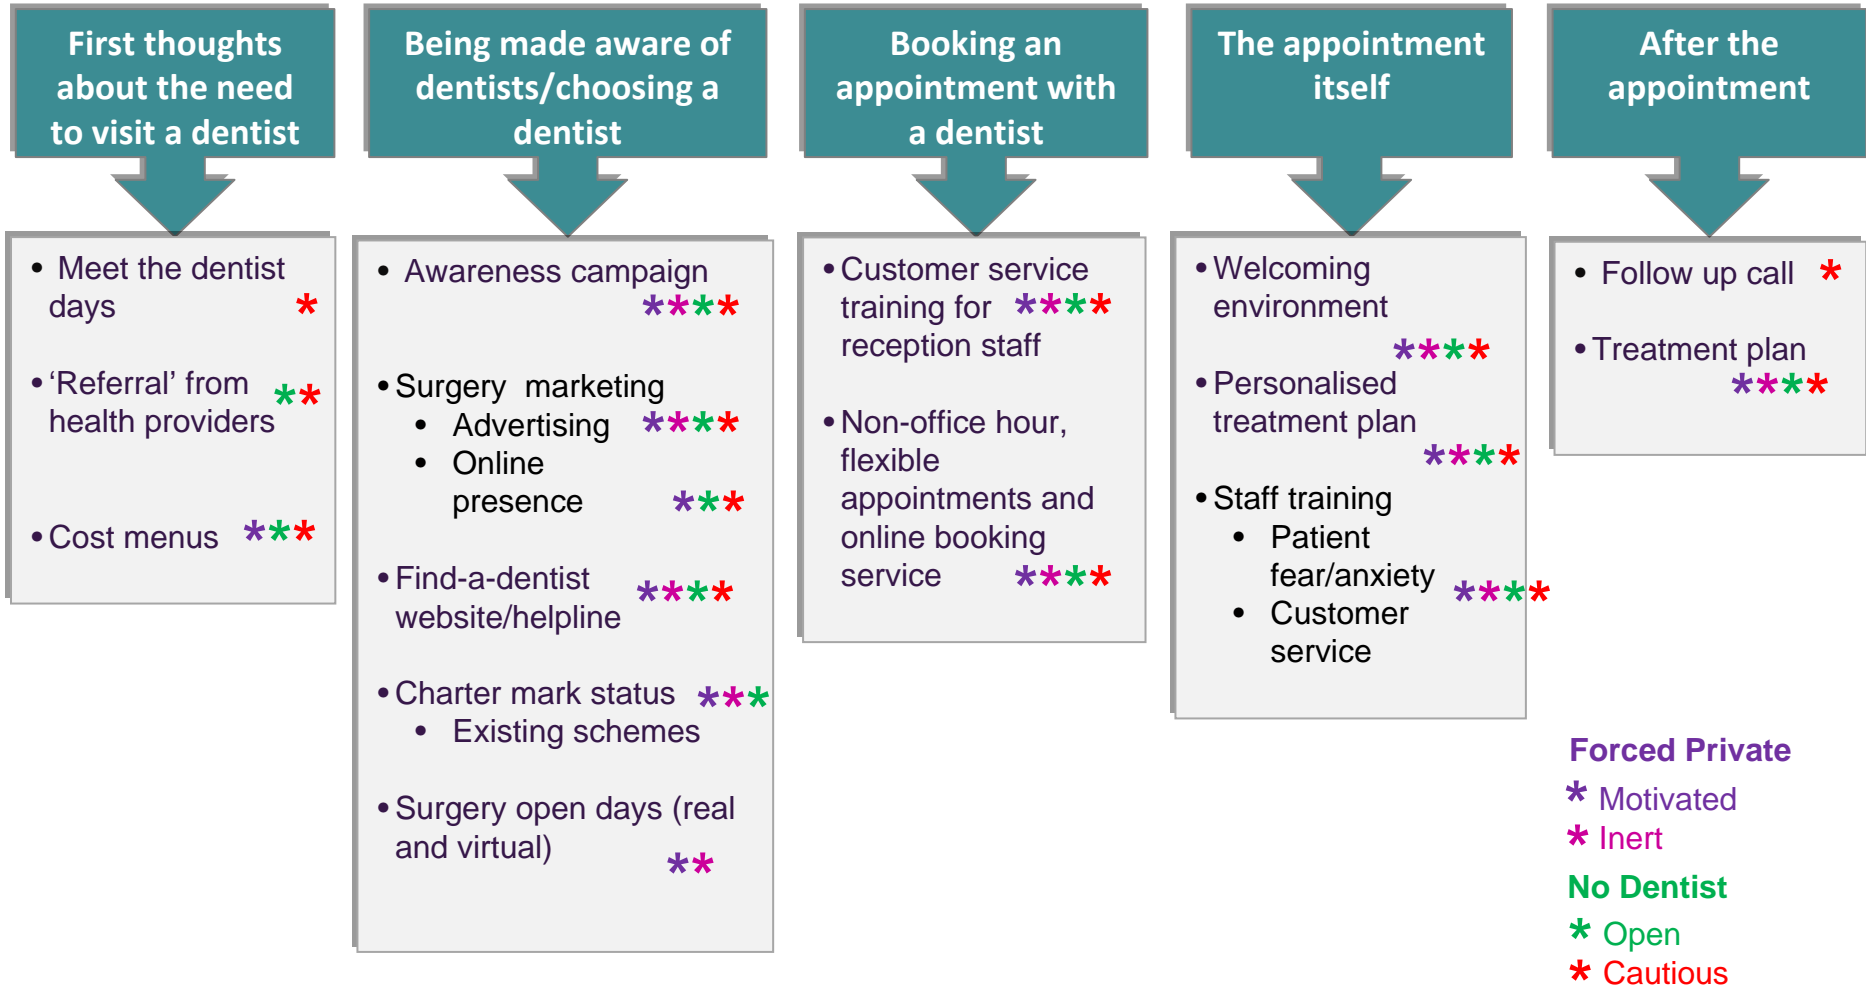 First thoughts
about the need
to visit a dentist
Being made aware of
dentists/choosing a
dentist
Booking an
appointment with
a dentist
The appointment
itself
After the
appointment
• Meet the dentist
days *
• ‘Referral’ from **
health providers
• Cost menus ***
• Awareness campaign
****
• Surgery marketing
• Advertising ****
• Online
presence ***
• Find-a-dentist ****
website/helpline
• Charter mark status ***
• Existing schemes
• Surgery open days (real
and virtual) **
• Customer service
training for ****
reception staff
• Non-office hour,
flexible
appointments and
online booking
service ****
• Welcoming
environment
****
• Personalised
treatment plan
****
• Staff training
• Patient
fear/anxiety ****
• Customer
service
• Follow up call *
• Treatment plan
****
Forced Private
* Motivated
* Inert
No Dentist
* Open
* Cautious